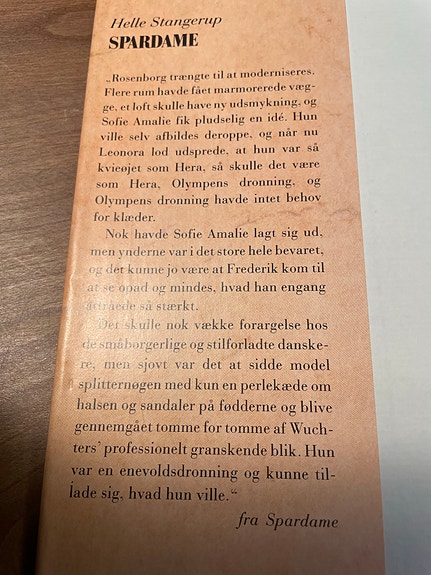 Helle Stangerup
SPARDAME
„Rosenborg trængte til at moderniseres.
Flere rum havde fået marmorerede væg-
ge, et loft skulle have ny udsmykning, og
Sofie Amalie fik pludselig en idé. Hun
ville selv afbildes deroppe, og når nu
Leonora lod udsprede, at hun var så
kvieøjet som Hera, så skulle det være
som Hera, Olympens dronning, og
Olympens dronning havde intet behov
for klæder.
Nok havde Sofie Amalie lagt sig ud,
men ynderne var i det store hele bevaret,
og det kunne jo være at Frederik kom til
at se opad og mindes, hvad han engang
attråede så stærkt.
Det skulle nok vække forargelse hos
de småborgerlige og stilforladte danske-
re, men sjovt var det at sidde model
splitternøgen med kun en perlekæde om
halsen og sandaler på fødderne og blive
gennemgået tomme for tomme af Wuch-
ters' professionelt granskende blik. Hun
var en enevoldsdronning og kunne til-
lade sig, hvad hun ville.“
fra Spardame